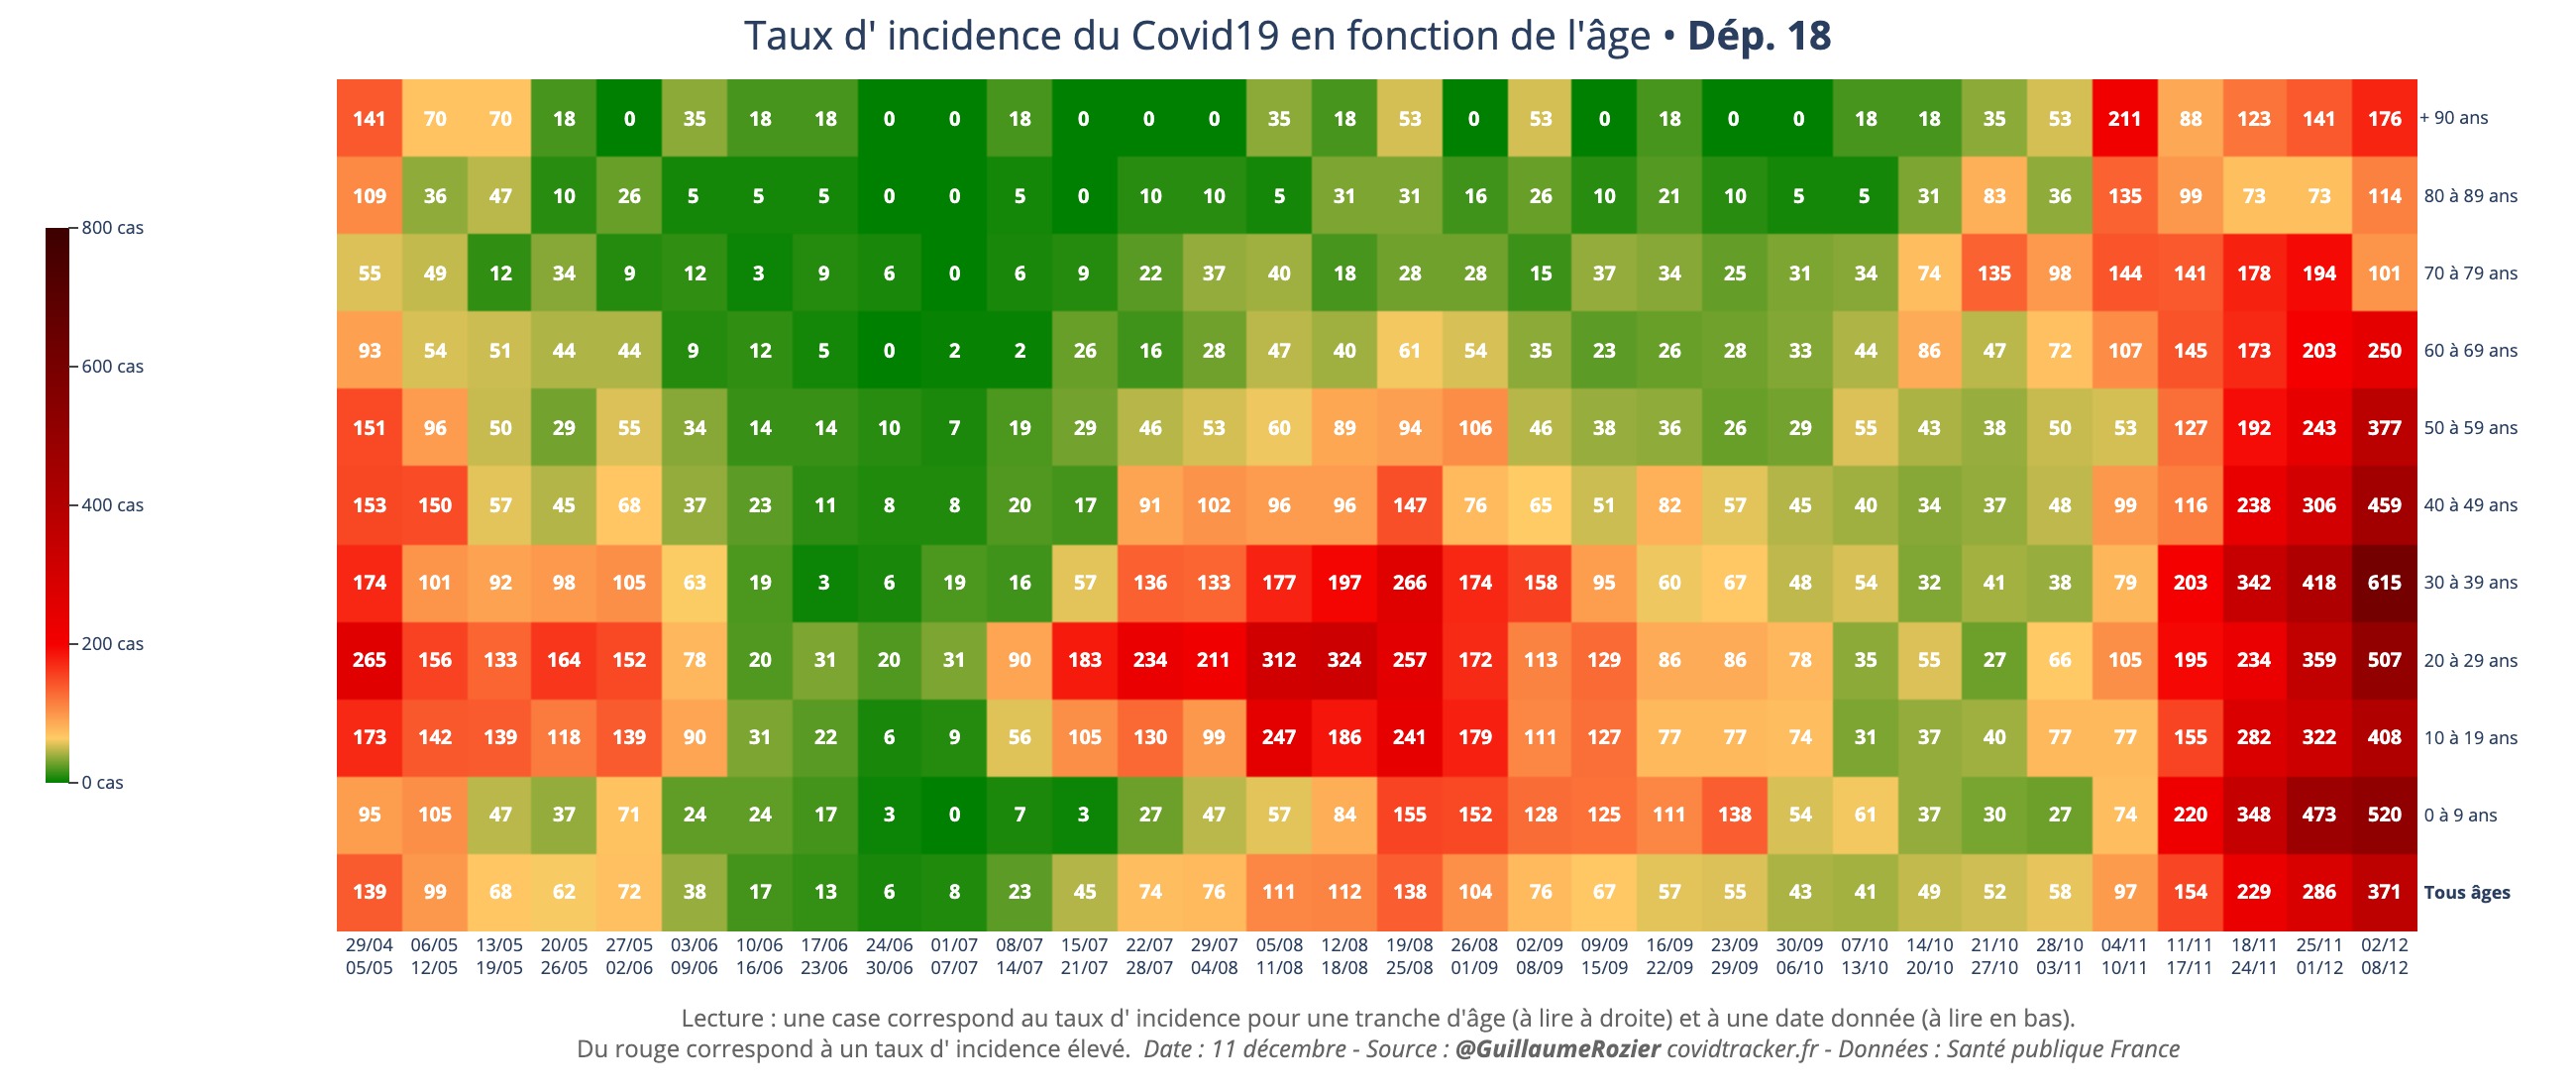 Taux d' incidence du Covid19 en fonction de l'âge • Dép. 18
141 70 70 18 0 35 18 18 0 0 18 0 0 0 35 18 53 0 53 0 18 0 0 18 18 35 53 211 88 123 141 176 + 90 ans
109 36 47 10 26 5 5 5 0 0 5 0 10 10 5 31 31 16 26 10 21 10 5 5 31 83 36 135 99 73 73 114 80 à 89 ans
800 cas
55 49 12 34 9 12 3 9 6 0 6 9 22 37 40 18 28 28 15 37 34 25 31 34 74 135 98 144 141 178 194 101 70 à 79 ans
600 cas
93 54 51 44 44 9 12 5 0 2 2 26 16 28 47 40 61 54 35 23 26 28 33 44 86 47 72 107 145 173 203 250 60 à 69 ans
151 96 50 29 55 34 14 14 10 7 19 29 46 53 60 89 94 106 46 38 36 26 29 55 43 38 50 53 127 192 243 377 50 à 59 ans
400 cas
153 150 57 45 68 37 23 11 8 8 20 17 91 102 96 96 147 76 65 51 82 57 45 40 34 37 48 99 116 238 306 459 40 à 49 ans
174 101 92 98 105 63 19 3 6 19 16 57 136 133 177 197 266 174 158 95 60 67 48 54 32 41 38 79 203 342 418 615 30 à 39 ans
200 cas
265 156 133 164 152 78 20 31 20 31 90 183 234 211 312 324 257 172 113 129 86 86 78 35 55 27 66 105 195 234 359 507 20 à 29 ans
173 142 139 118 139 90 31 22 6 9 56 105 130 99 247 186 241 179 111 127 77 77 74 31 37 40 77 77 155 282 322 408 10 à 19 ans
0 cas
95 105 47 37 71 24 24 17 3 0 7 3 27 47 57 84 155 152 128 125 111 138 54 61 37 30 27 74 220 348 473 520 0 à 9 ans
139 99 68 62 72 38 17 13 6 8 23 45 74 76 111 112 138 104 76 67 57 55 43 41 49 52 58 97 154 229 286 371 Tous âges
29/04 06/05 13/05 20/05 27/05 03/06 10/06 17/06 24/06 01/07 08/07 15/07 22/07 29/07 05/08 12/08 19/08 26/08 02/09 09/09 16/09 23/09 30/09 07/10 14/10 21/10 28/10 04/11 11/11 18/11 25/11 02/12
05/05 12/05 19/05 26/05 02/06 09/06 16/06 23/06 30/06 07/07 14/07 21/07 28/07 04/08 11/08 18/08 25/08 01/09 08/09 15/09 22/09 29/09 06/10 13/10 20/10 27/10 03/11 10/11 17/11 24/11 01/12 08/12
Lecture : une case correspond au taux d' incidence pour une tranche d'âge (à lire à droite) et à une date donnée (à lire en bas).
Du rouge correspond à un taux d' incidence élevé. Date : 11 décembre - Source : @GuillaumeRozier covidtracker.fr - Données : Santé publique France